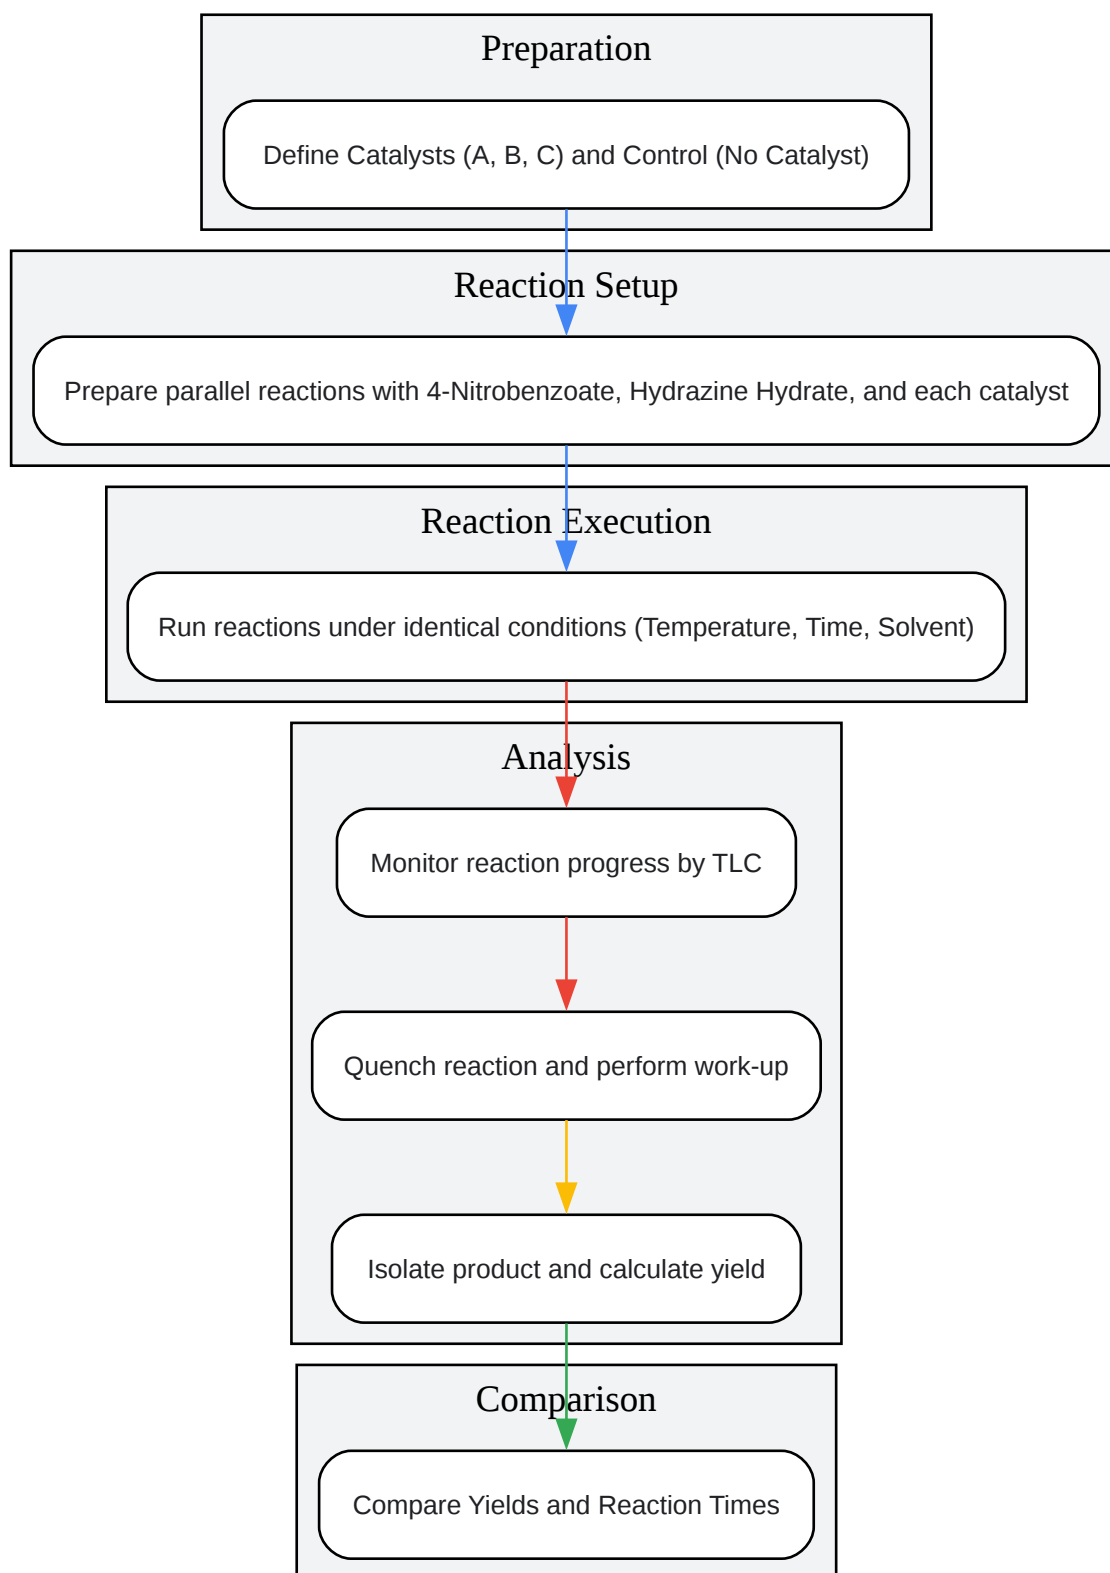 Preparation
Define Catalysts (A, B, C) and Control (No Catalyst)
Reaction Setup
Prepare parallel reactions with 4-Nitrobenzoate, Hydrazine Hydrate, and each catalyst
Reaction Execution
Run reactions under identical conditions (Temperature, Time, Solvent)
Analysis
Monitor reaction progress by TLC
Quench reaction and perform work-up
Isolate product and calculate yield
Comparison
Compare Yields and Reaction Times